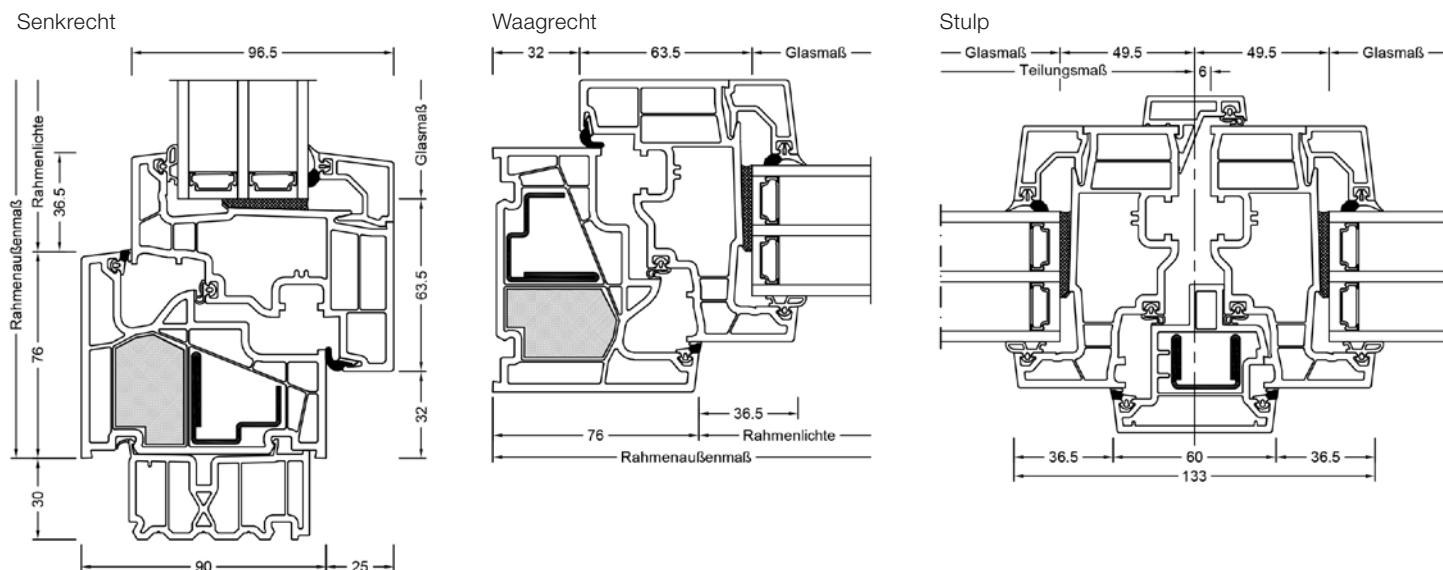 Senkrecht
96.5
Rahmenaußenmaß
Rahmenlichte
36.5
76
30
Glasmaß
63.5
32
90
25
Waagrecht
32
63.5
Glasmaß
36.5
76
Rahmenlichte
Rahmenaußenmaß
Stulp
Glasmaß
49.5
49.5
Glasmaß
Teilungsmaß
6
36.5
60
36.5
133